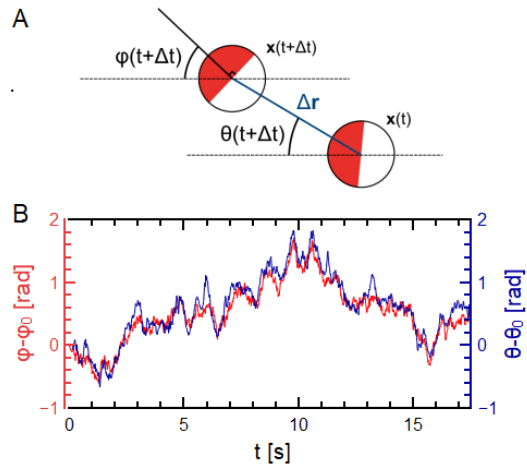 A
φ(t+Δt)
x(t+Δt)
Δr
θ(t+Δt)
x(t)
B
φ-φ₀ [rad]
2
1
0
−1
2
1
0
−1
θ-θ₀ [rad]
0 5 10 15
t [s]